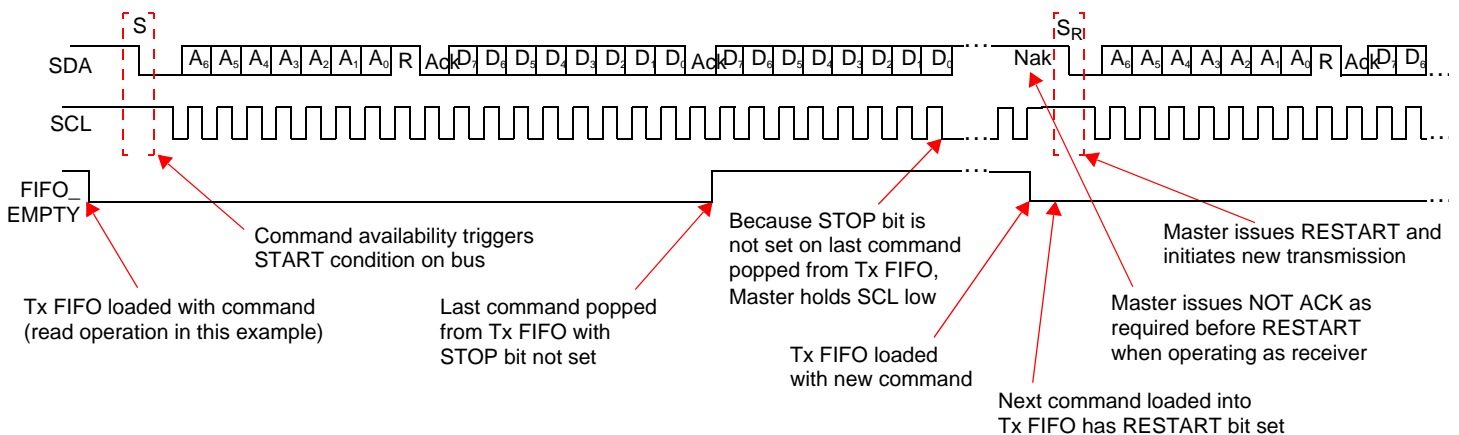 S S_R
SDA A₆ A₅ A₄ A₃ A₂ A₁ A₀ R Ack D₇ D₆ D₅ D₄ D₃ D₂ D₁ D₀ Ack D₇ D₆ D₅ D₄ D₃ D₂ D₁ D₀ ... Nak A₆ A₅ A₄ A₃ A₂ A₁ A₀ R Ack D₇ D₆ ...
SCL ... ...
FIFO_ ... ...
EMPTY
Command availability triggers
START condition on bus
Tx FIFO loaded with command
(read operation in this example)
Last command popped
from Tx FIFO with
STOP bit not set
Because STOP bit is
not set on last command
popped from Tx FIFO,
Master holds SCL low
Tx FIFO loaded
with new command
Next command loaded into
Tx FIFO has RESTART bit set
Master issues NOT ACK as
required before RESTART
when operating as receiver
Master issues RESTART and
initiates new transmission